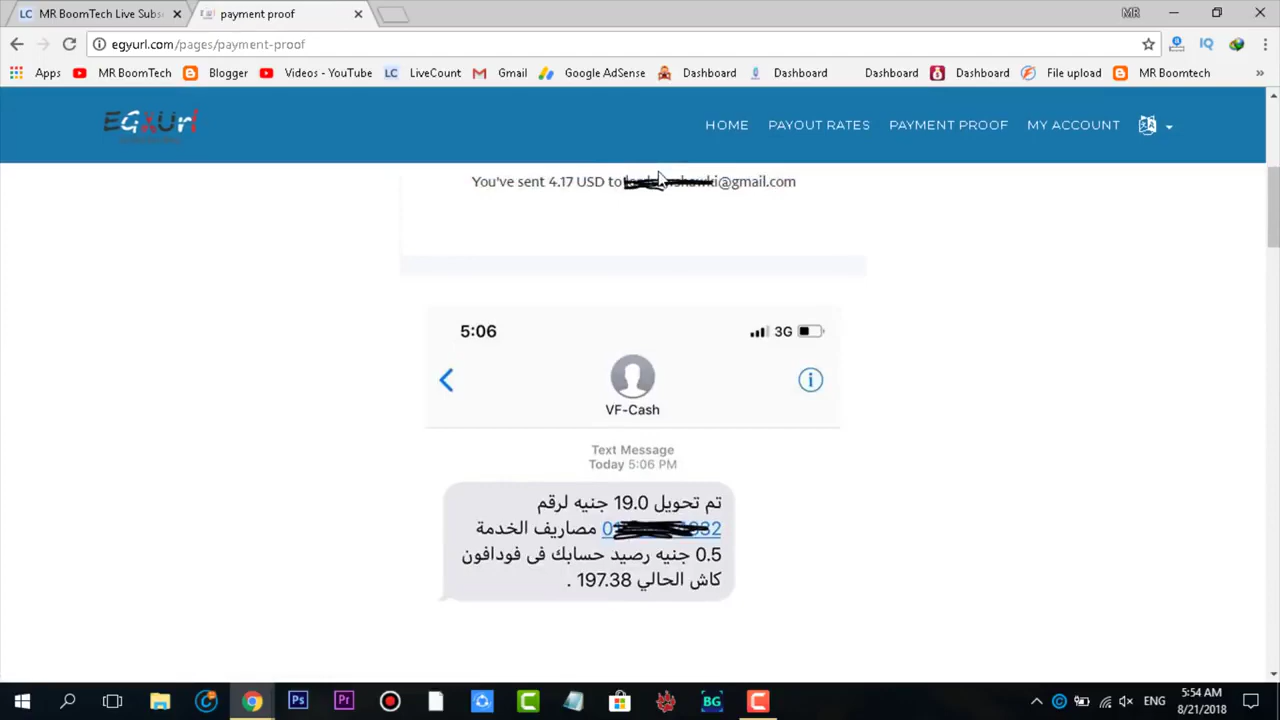 MR BoomTech Live Subs
payment proof
MR
egyurl.com/pages/payment-proof
Apps
MR BoomTech
Blogger
Videos - YouTube
LC
LiveCount
Gmail
Google AdSense
Dashboard
Dashboard
Dashboard
Dashboard
File upload
MR Boomtech
»
EGYUrl
HOME
PAYOUT RATES
PAYMENT PROOF
MY ACCOUNT
You've sent 4.17 USD to @gmail.com
5:06
3G
VF-Cash
Text Message
Today 5:06 PM
تم تحويل 19.0 جنيه لرقم
مصاريف الخدمة
0.5 جنيه رصيد حسابك فى فودافون
كاش الحالي 197.38 .
ENG
5:54 AM
8/21/2018